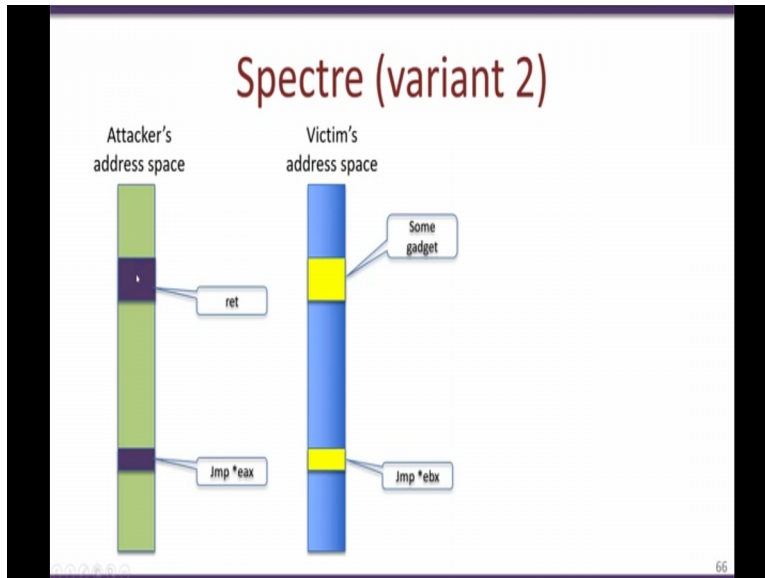 Spectre (variant 2)
Attacker's
address space
Victim's
address space
Some
gadget
ret
Jmp *eax
Jmp *ebx
66